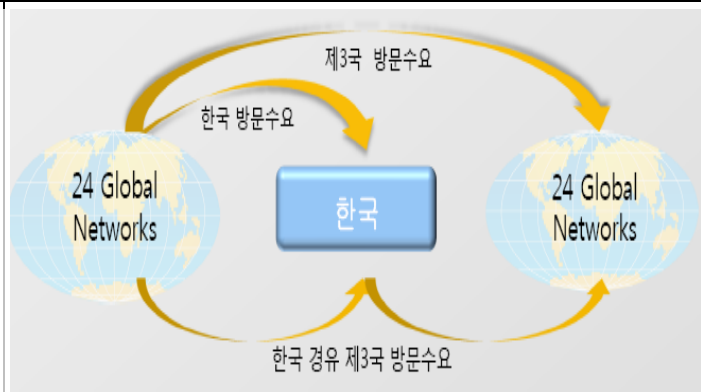 제3국 방문수요
한국 방문수요
24 Global
Networks
한국
24 Global
Networks
한국 경유 제3국 방문수요